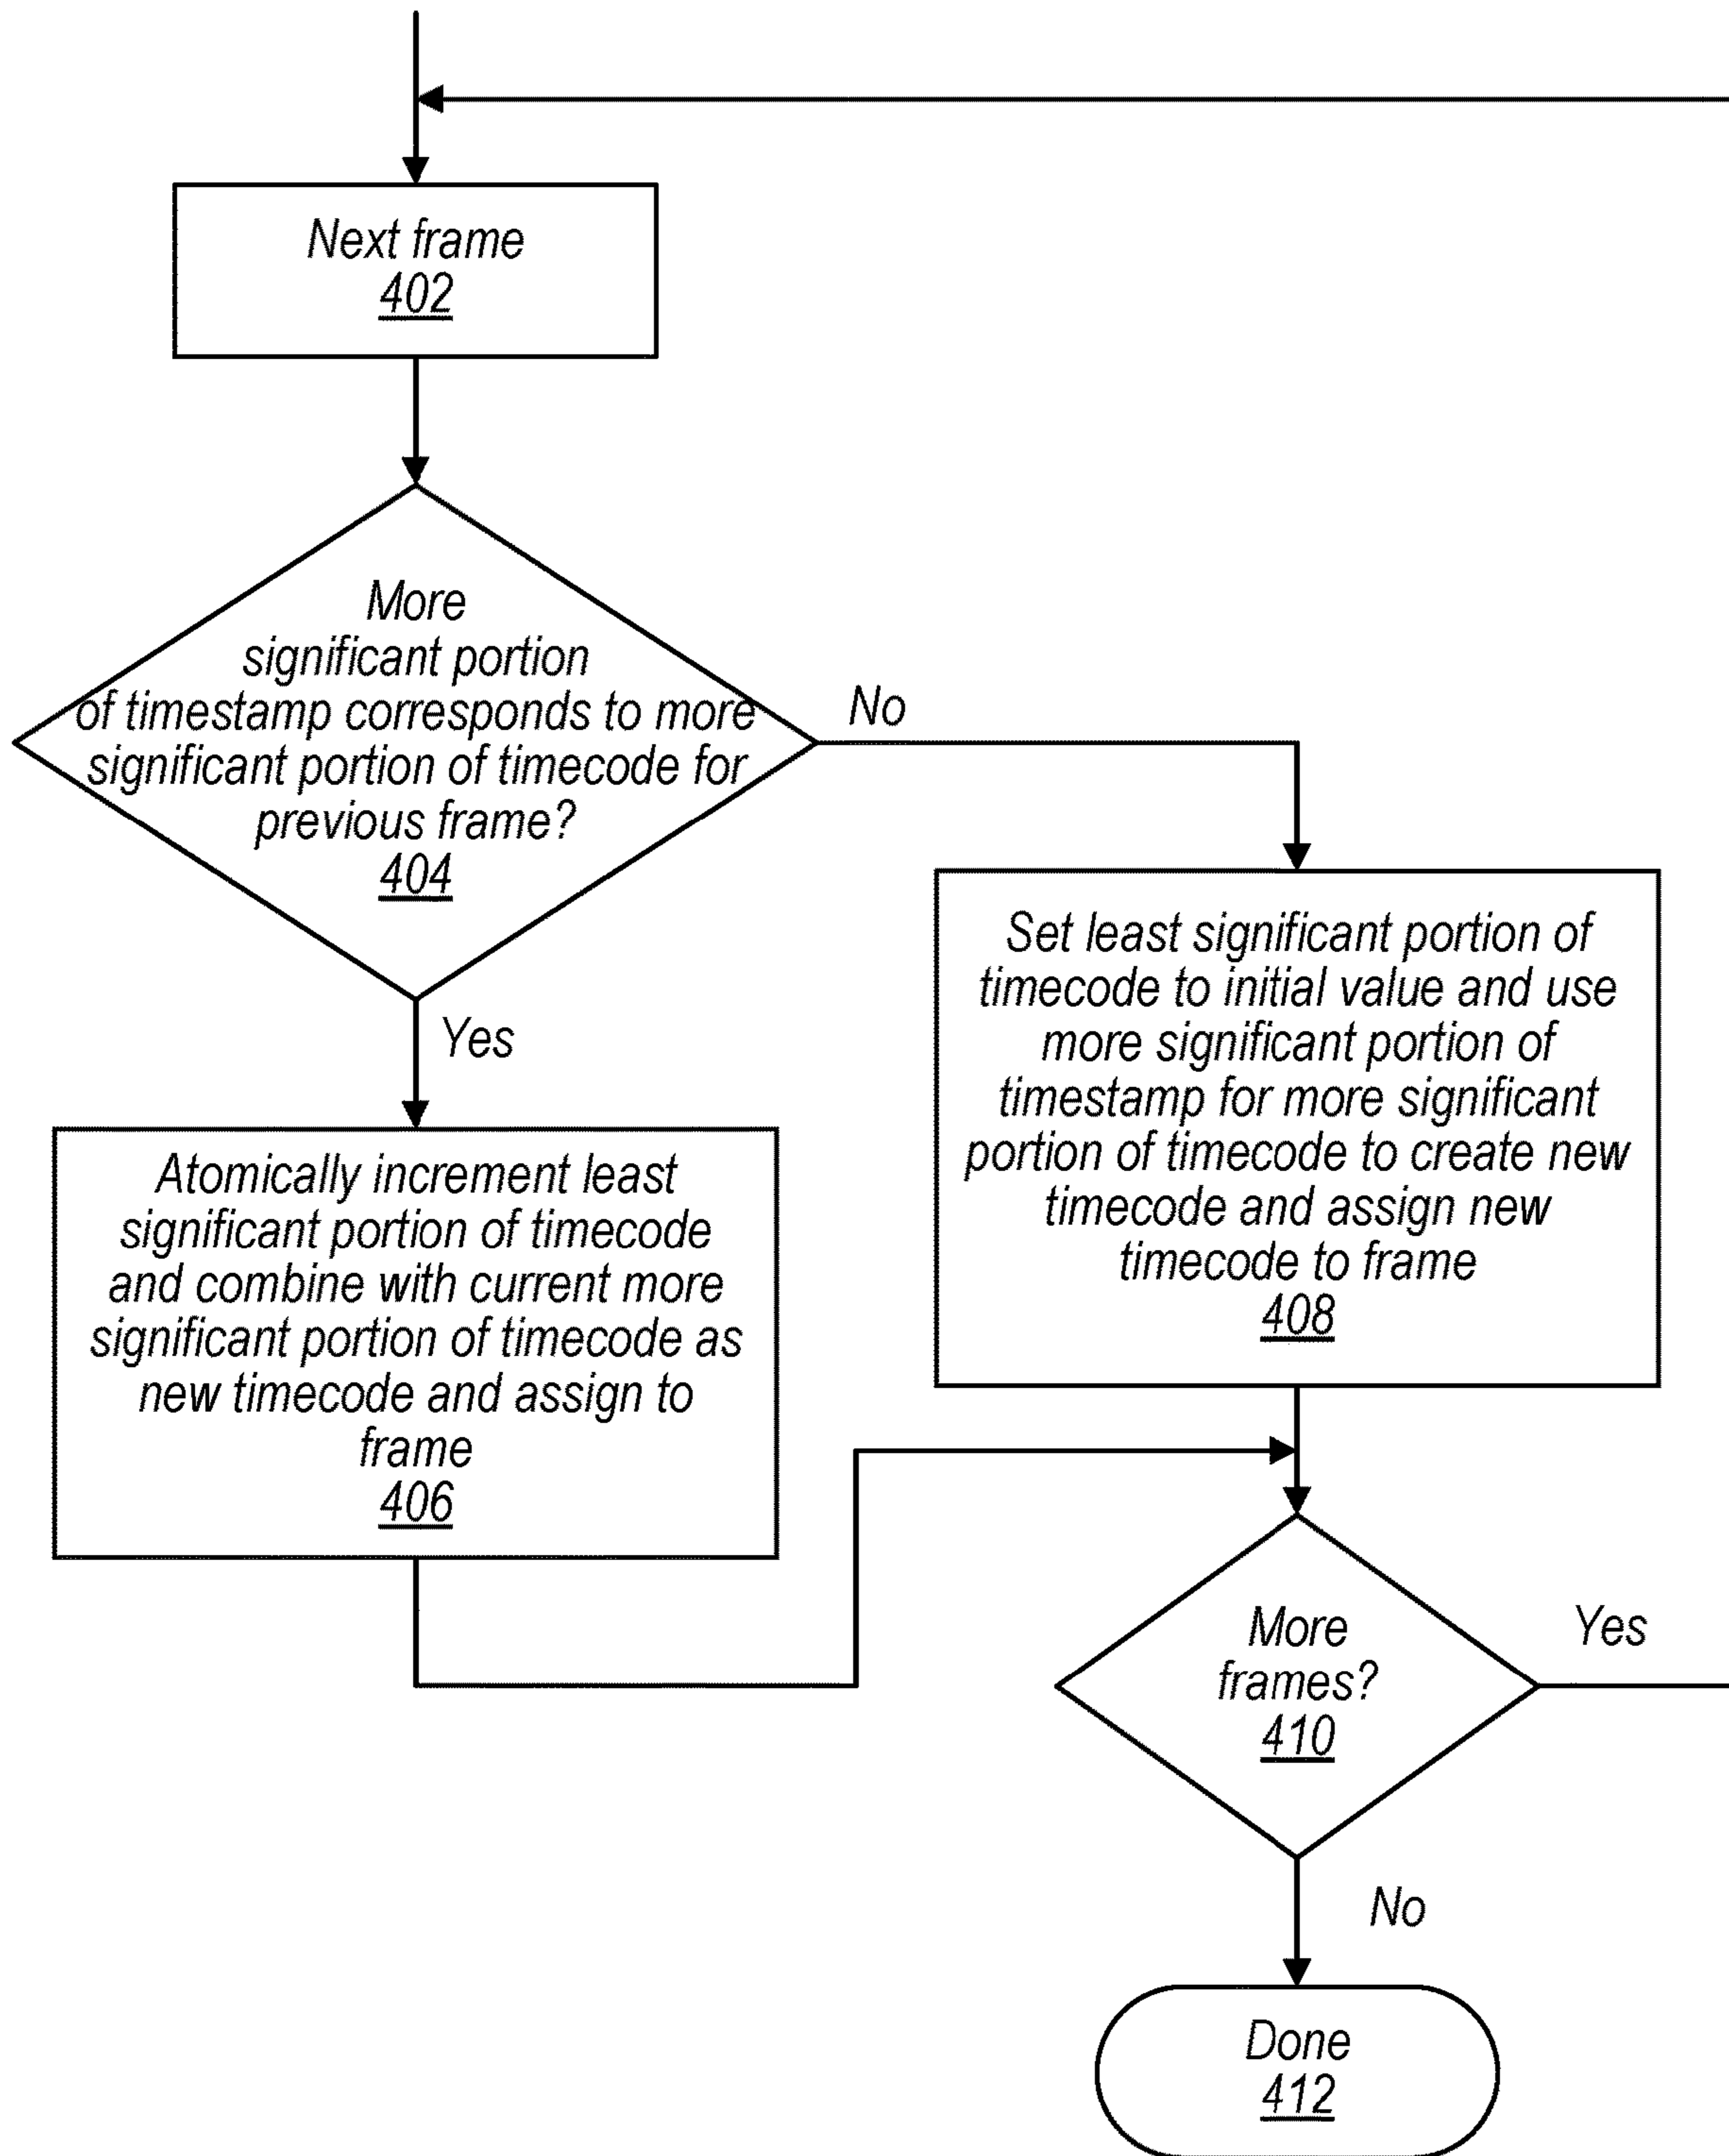 Next frame
402
More
significant portion
of timestamp corresponds to more
significant portion of timecode for
previous frame?
404
No
Yes
Set least significant portion of
timecode to initial value and use
more significant portion of
timestamp for more significant
portion of timecode to create new
timecode and assign new
timecode to frame
408
Atomically increment least
significant portion of timecode
and combine with current more
significant portion of timecode as
new timecode and assign to
frame
406
More
frames?
410
Yes
No
Done
412